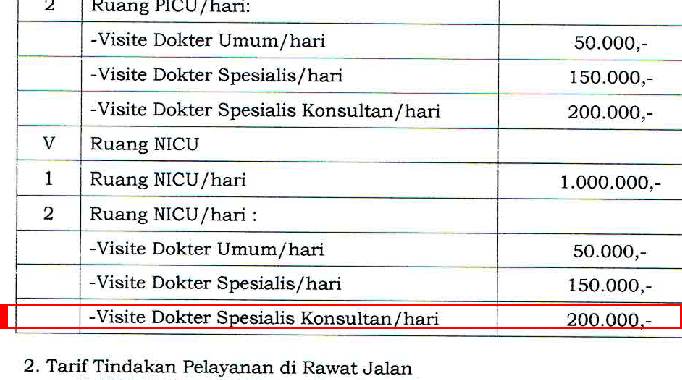 2 Ruang PICU/hari:
-Visite Dokter Umum/hari 50.000,-
-Visite Dokter Spesialis/hari 150.000,-
-Visite Dokter Spesialis Konsultan/hari 200.000,-
V Ruang NICU
1 Ruang NICU/hari 1.000.000,-
2 Ruang NICU/hari :
-Visite Dokter Umum/hari 50.000,-
-Visite Dokter Spesialis/hari 150.000,-
-Visite Dokter Spesialis Konsultan/hari 200.000,-
2. Tarif Tindakan Pelayanan di Rawat Jalan